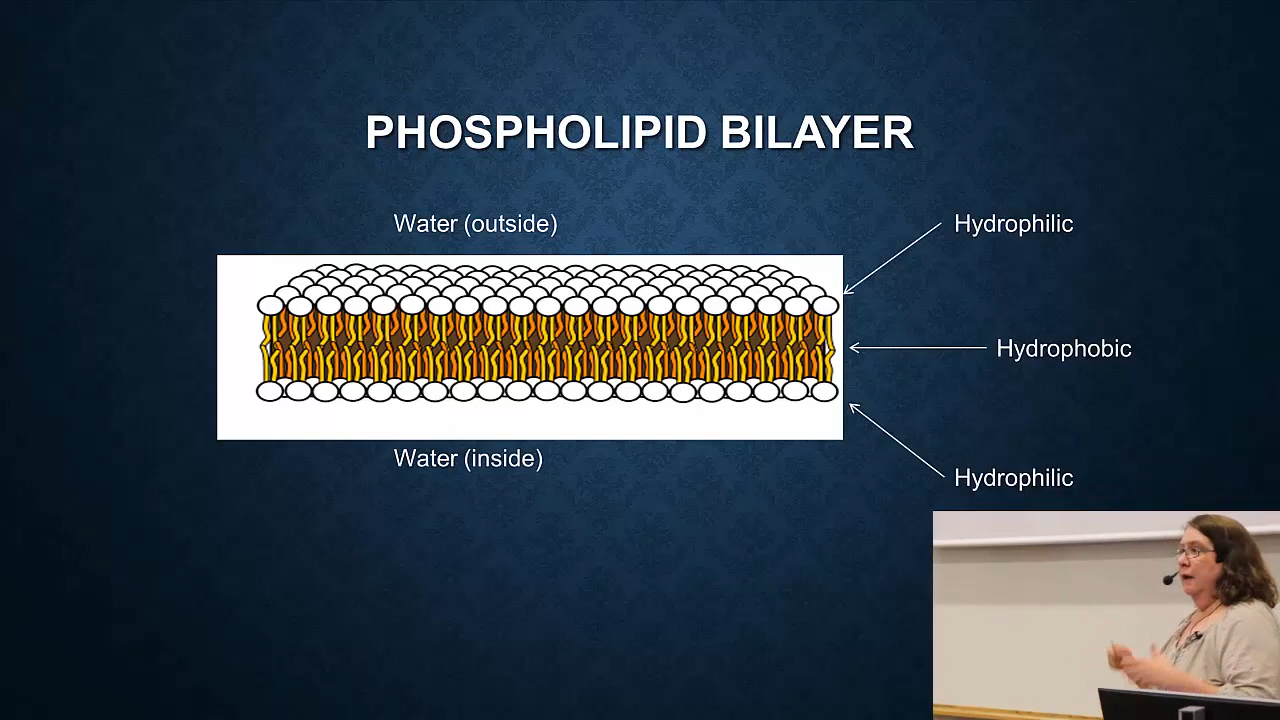 PHOSPHOLIPID BILAYER
Water (outside)
Hydrophilic
Hydrophobic
Water (inside)
Hydrophilic